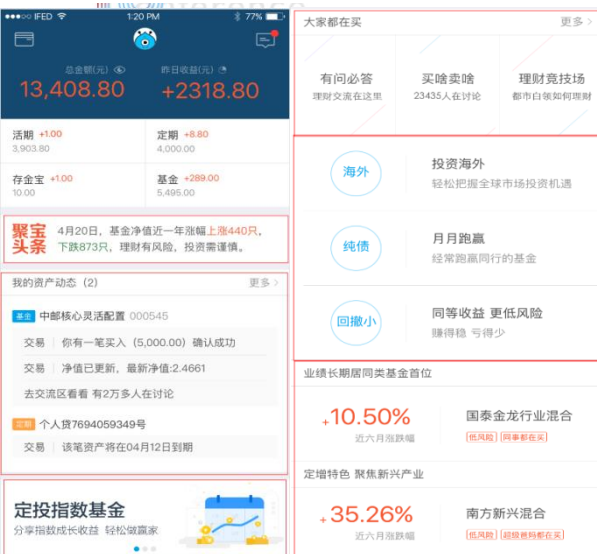 IFED 1:20 PM 77%
总金额(元) 昨日收益(元)
13,408.80 +2318.80
活期 +1.00 定期 +8.80
3,903.80 4,000.00
存金宝 +1.00 基金 +289.00
10.00 5,495.00
聚宝头条
4月20日，基金净值近一年涨幅上涨440只，
下跌873只，理财有风险，投资需谨慎。
我的资产动态（2） 更多
基金 中邮核心灵活配置 000545
交易 你有一笔买入（5,000.00）确认成功
交易 净值已更新，最新净值:2.4661
去交流区看看 有2万多人在讨论
定期 个人贷7694059349号
交易 该笔资产将在04月12日到期
定投指数基金
分享指数成长收益 轻松做赢家
大家都在买 更多
有问必答 买啥卖啥 理财竞技场
理财交流在这里 23435人在讨论 都市白领如何理财
海外 投资海外
轻松把握全球市场投资机遇
纯债 月月跑赢
经常跑赢同行的基金
回撤小 同等收益 更低风险
赚得稳 亏得少
业绩长期居同类基金首位
+10.50% 国泰金龙行业混合
近六月涨跌幅 低风险 同事都在买
定增特色 聚焦新兴产业
+35.26% 南方新兴混合
近六月涨跌幅 低风险 超级爸妈都在买